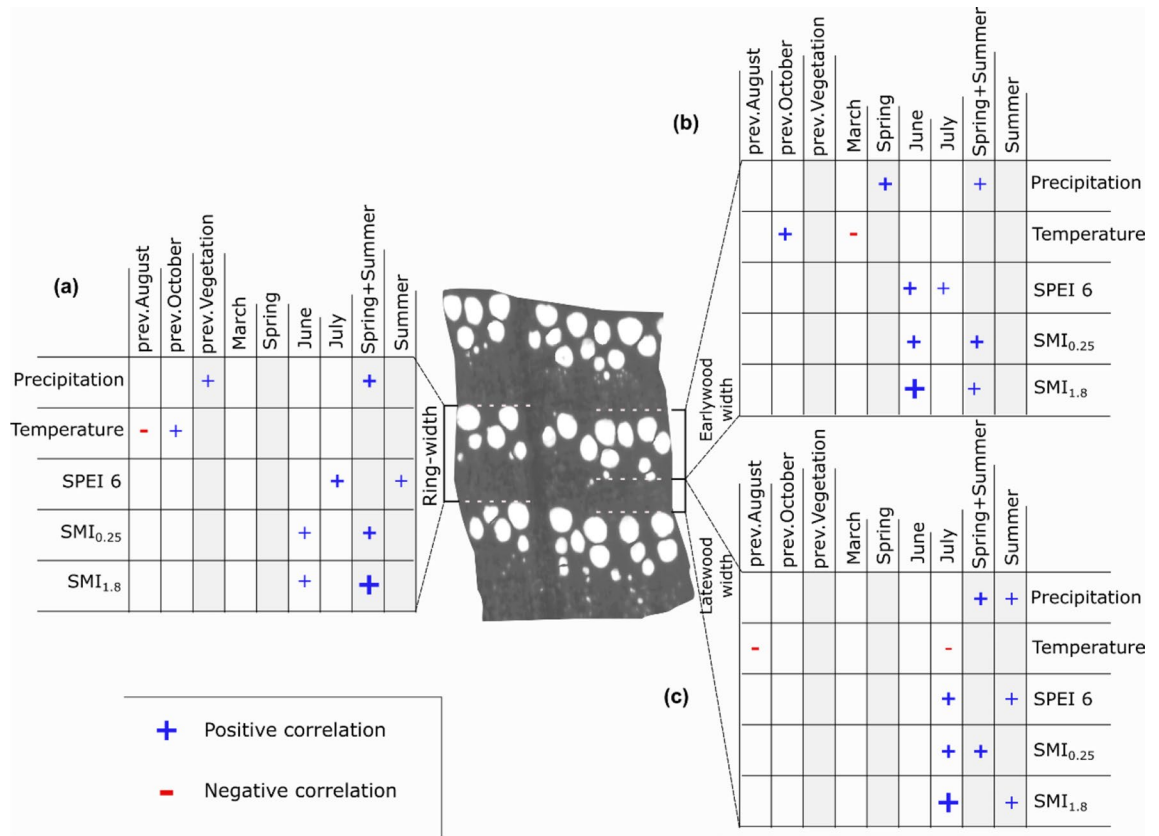 (a)
prev.August
prev.October
prev.Vegetation
March
Spring
June
July
Spring+Summer
Summer
Precipitation
+ +
Temperature
- +
SPEI 6
+ +
SMI0.25
+ +
SMI1.8
+ +
Ring-width
(b)
prev.August
prev.October
prev.Vegetation
March
Spring
June
July
Spring+Summer
Summer
+ + Precipitation
+ - Temperature
+ + SPEI 6
+ + SMI0.25
+ + SMI1.8
Earlywood
width
(c)
prev.August
prev.October
prev.Vegetation
March
Spring
June
July
Spring+Summer
Summer
+ + Precipitation
- - Temperature
+ + SPEI 6
+ + SMI0.25
+ + SMI1.8
Latewood
width
+ Positive correlation
- Negative correlation